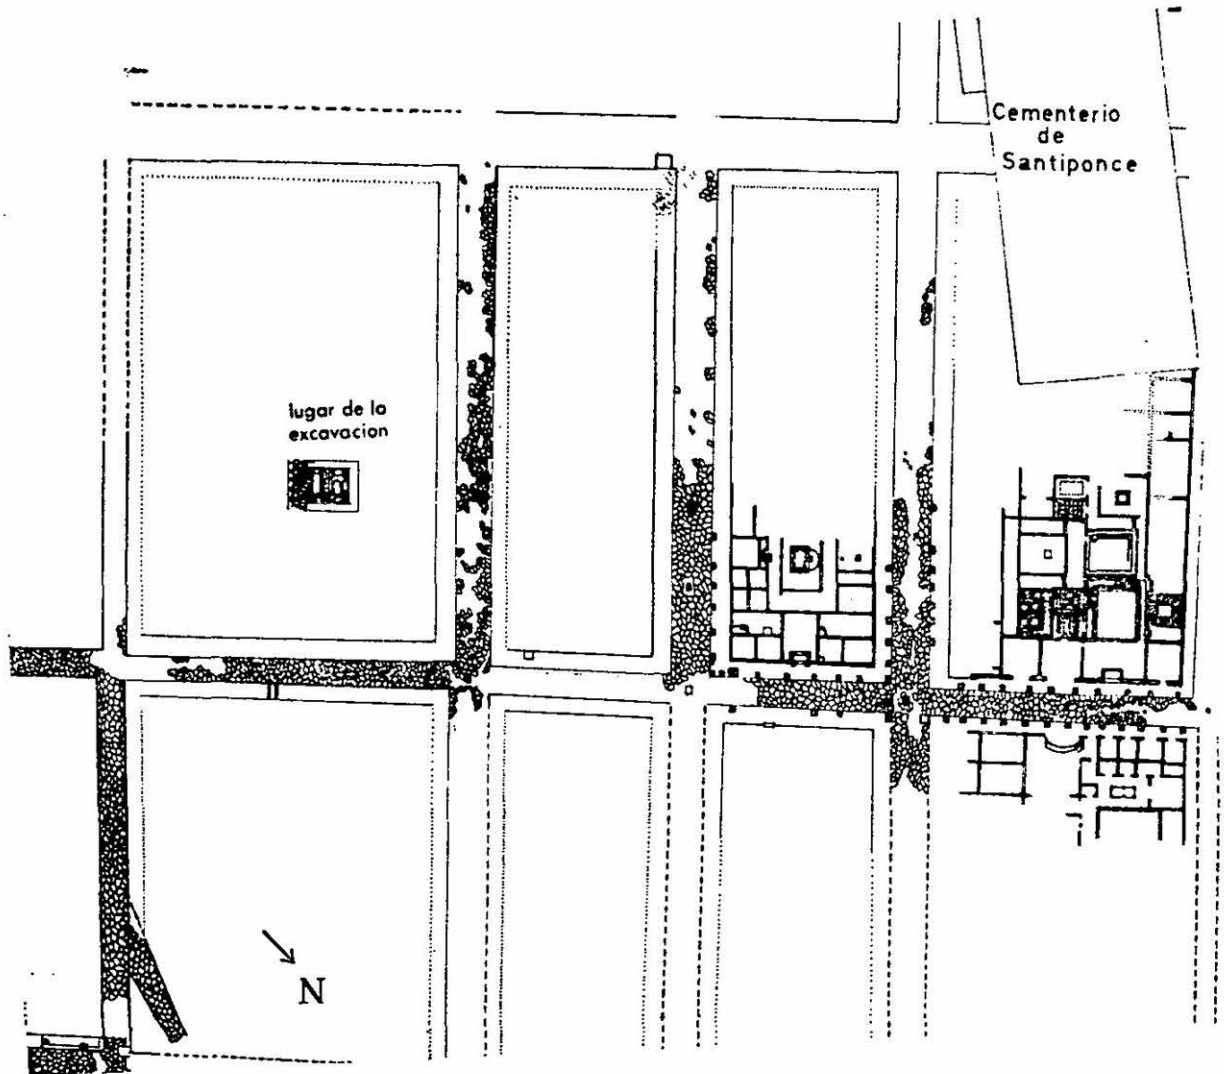 Cementerio
de
Santiponce
lugar de la
excavacion
N